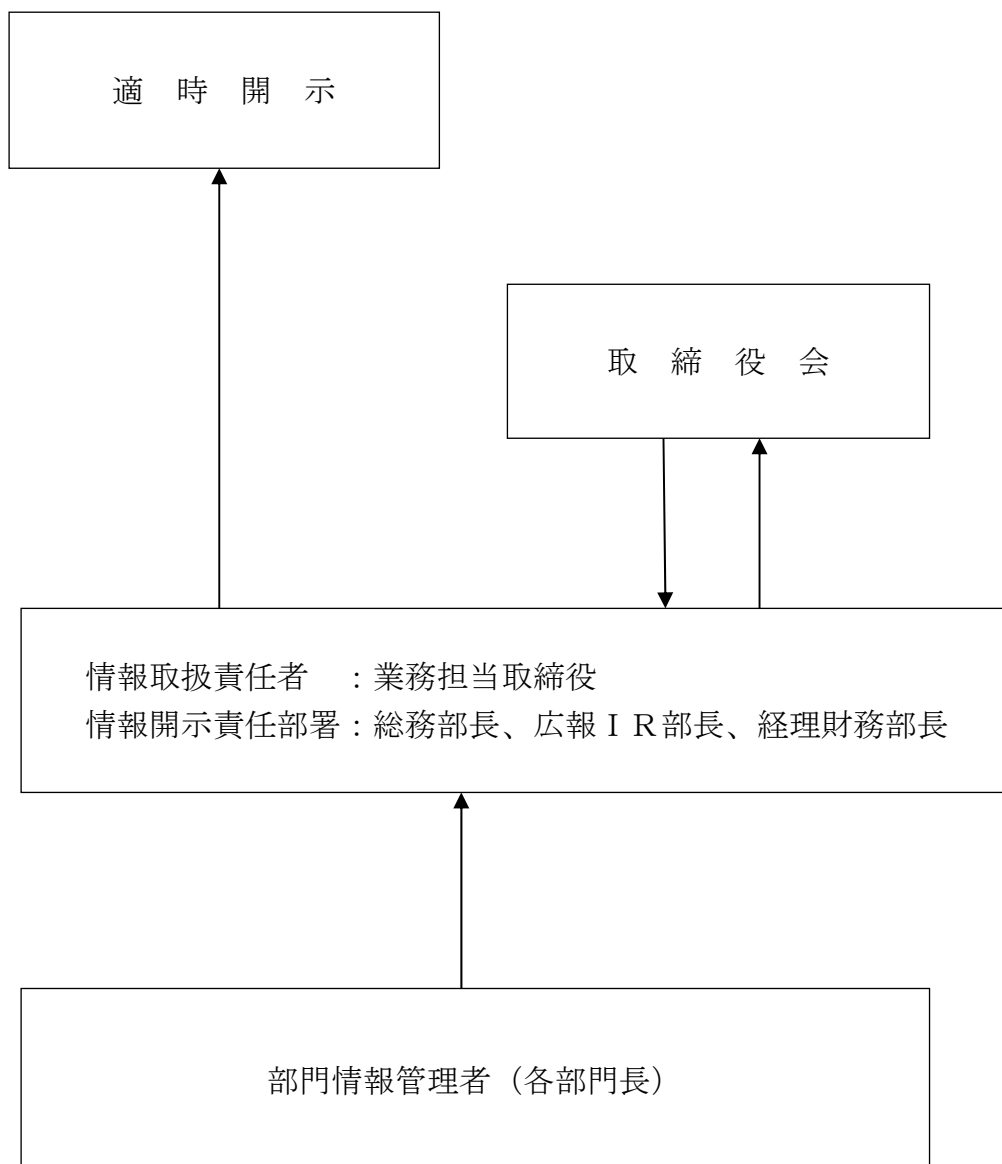 適　時　開　示
取　締　役　会
情報取扱責任者　：業務担当取締役
情報開示責任部署：総務部長、広報ＩＲ部長、経理財務部長
部門情報管理者（各部門長）